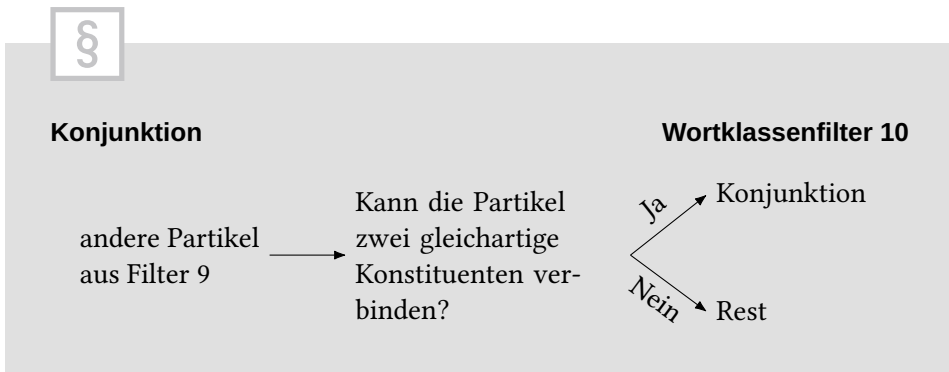 §
Konjunktion
Wortklassenfilter 10
andere Partikel
aus Filter 9
Kann die Partikel
zwei gleichartige
Konstituenten ver-
binden?
Ja
Konjunktion
Nein
Rest